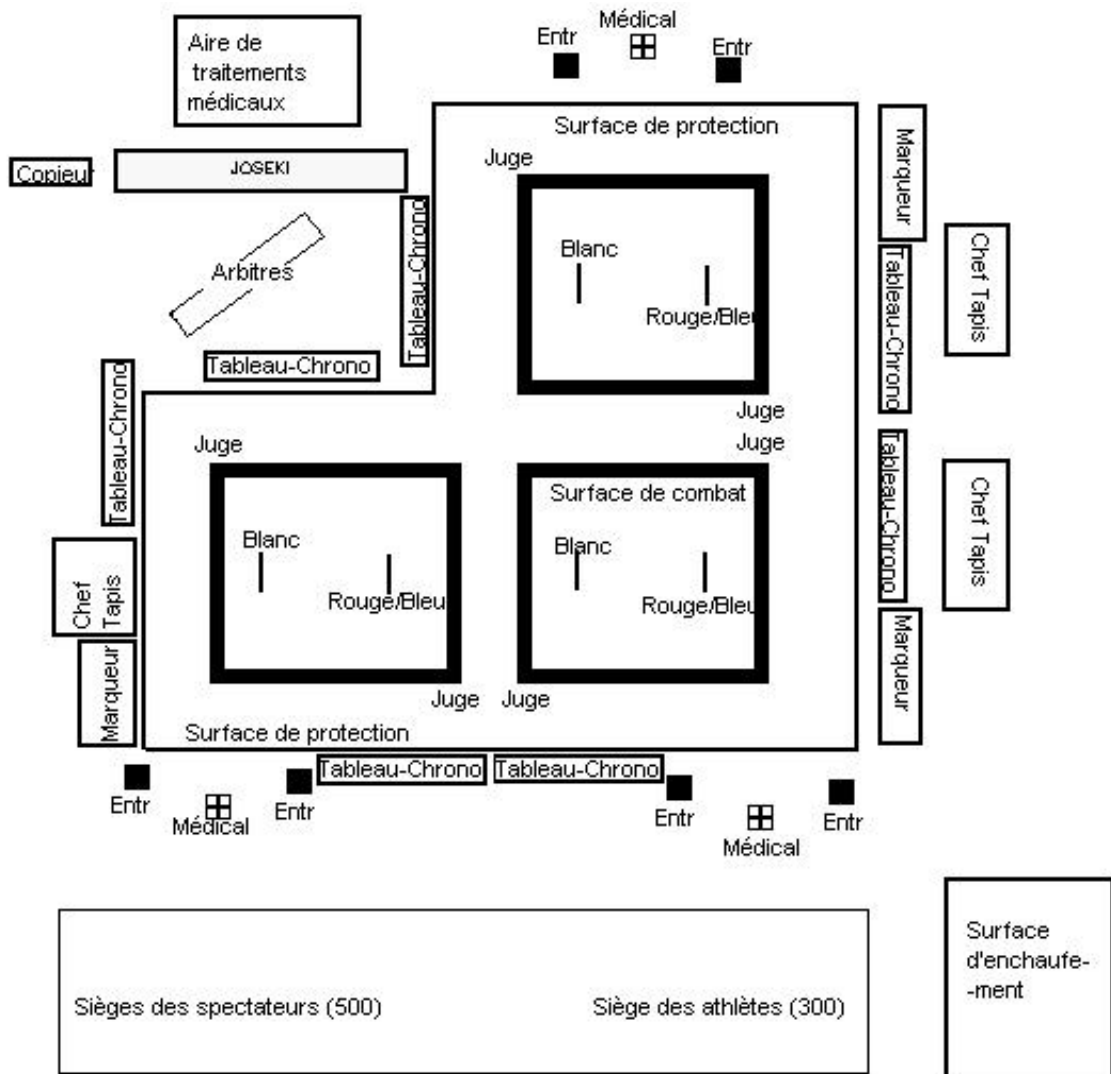 Médical
Entr
Entr
Aire de
traitements
médicaux
Surface de protection
Juge
Marqueur
Copieur
JOSEKI
Tableau-Chrono
Blanc
Rouge/Bleu
Arbitres
Tableau-Chrono
Chef Tapis
Tableau-Chrono
Tableau-Chrono
Juge
Juge
Juge
Tableau-Chrono
Chef Tapis
Surface de combat
Blanc
Rouge/Bleu
Blanc
Rouge/Bleu
Chef
Tapis
Marqueur
Marqueur
Juge
Juge
Surface de protection
Tableau-Chrono
Tableau-Chrono
Entr
Médical
Entr
Entr
Médical
Entr
Sièges des spectateurs (500)
Siège des athlètes (300)
Surface
d'enchaufe-
-ment